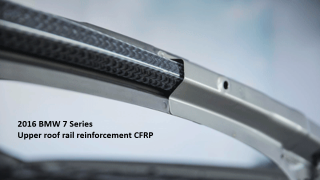 2016 BMW 7 Series
Upper roof rail reinforcement CFRP